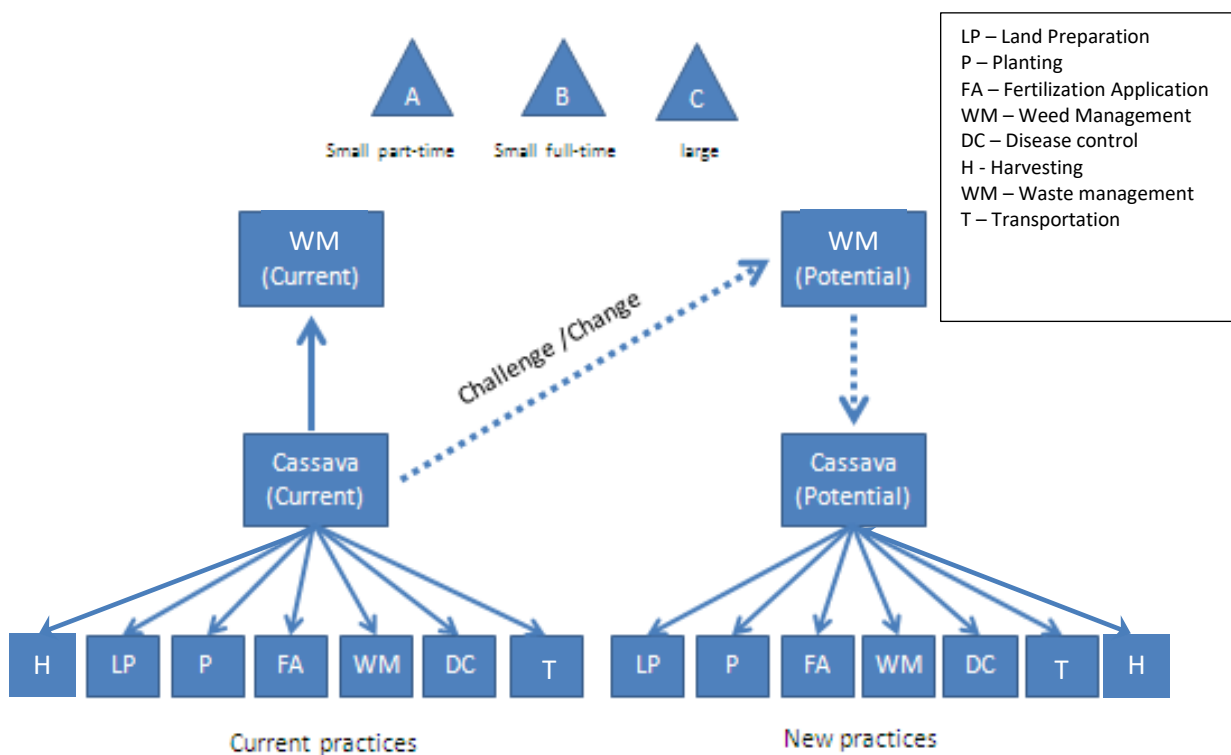 A
B
C
Small part-time
Small full-time
large
LP – Land Preparation
P – Planting
FA – Fertilization Application
WM – Weed Management
DC – Disease control
H - Harvesting
WM – Waste management
T – Transportation
WM
(Current)
WM
(Potential)
Challenge /Change
Cassava
(Current)
Cassava
(Potential)
H
LP
P
FA
WM
DC
T
LP
P
FA
WM
DC
T
H
Current practices
New practices